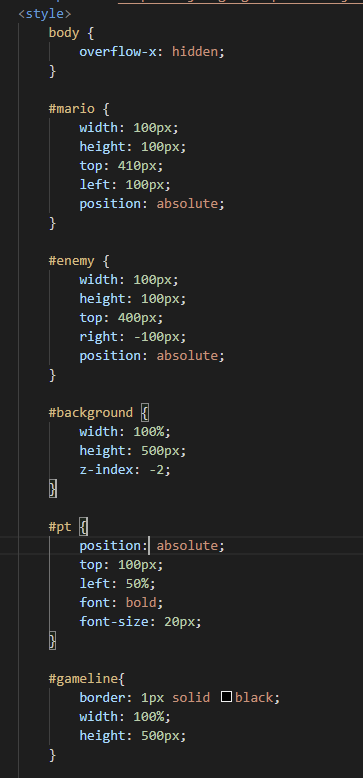 <style>
body {
overflow-x: hidden;
}
#mario {
width: 100px;
height: 100px;
top: 410px;
left: 100px;
position: absolute;
}
#enemy {
width: 100px;
height: 100px;
top: 400px;
right: -100px;
position: absolute;
}
#background {
width: 100%;
height: 500px;
z-index: -2;
}
#pt {
position: absolute;
top: 100px;
left: 50%;
font: bold;
font-size: 20px;
}
#gameline{
border: 1px solid black;
width: 100%;
height: 500px;
}